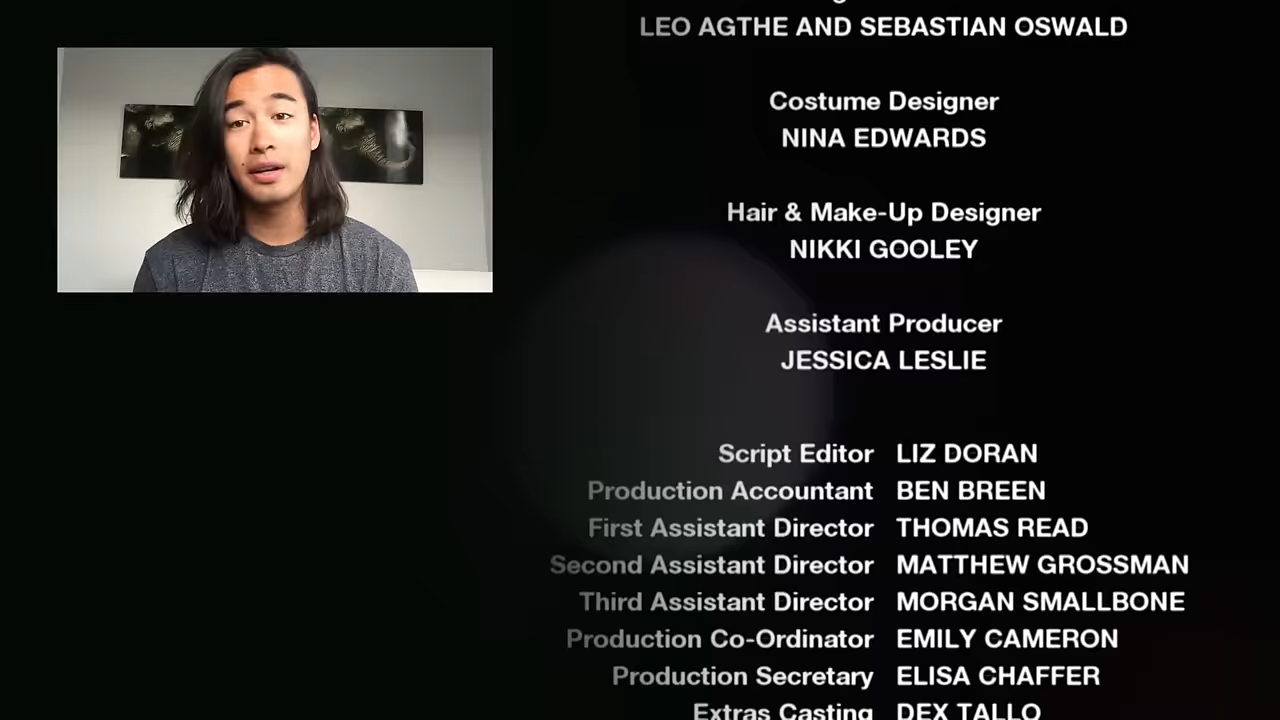 LEO AGTHE AND SEBASTIAN OSWALD
Costume Designer
NINA EDWARDS
Hair & Make-Up Designer
NIKKI GOOLEY
Assistant Producer
JESSICA LESLIE
Script Editor LIZ DORAN
Production Accountant BEN BREEN
First Assistant Director THOMAS READ
Second Assistant Director MATTHEW GROSSMAN
Third Assistant Director MORGAN SMALLBONE
Production Co-Ordinator EMILY CAMERON
Production Secretary ELISA CHAFFER
Extras Casting DEX TALLO